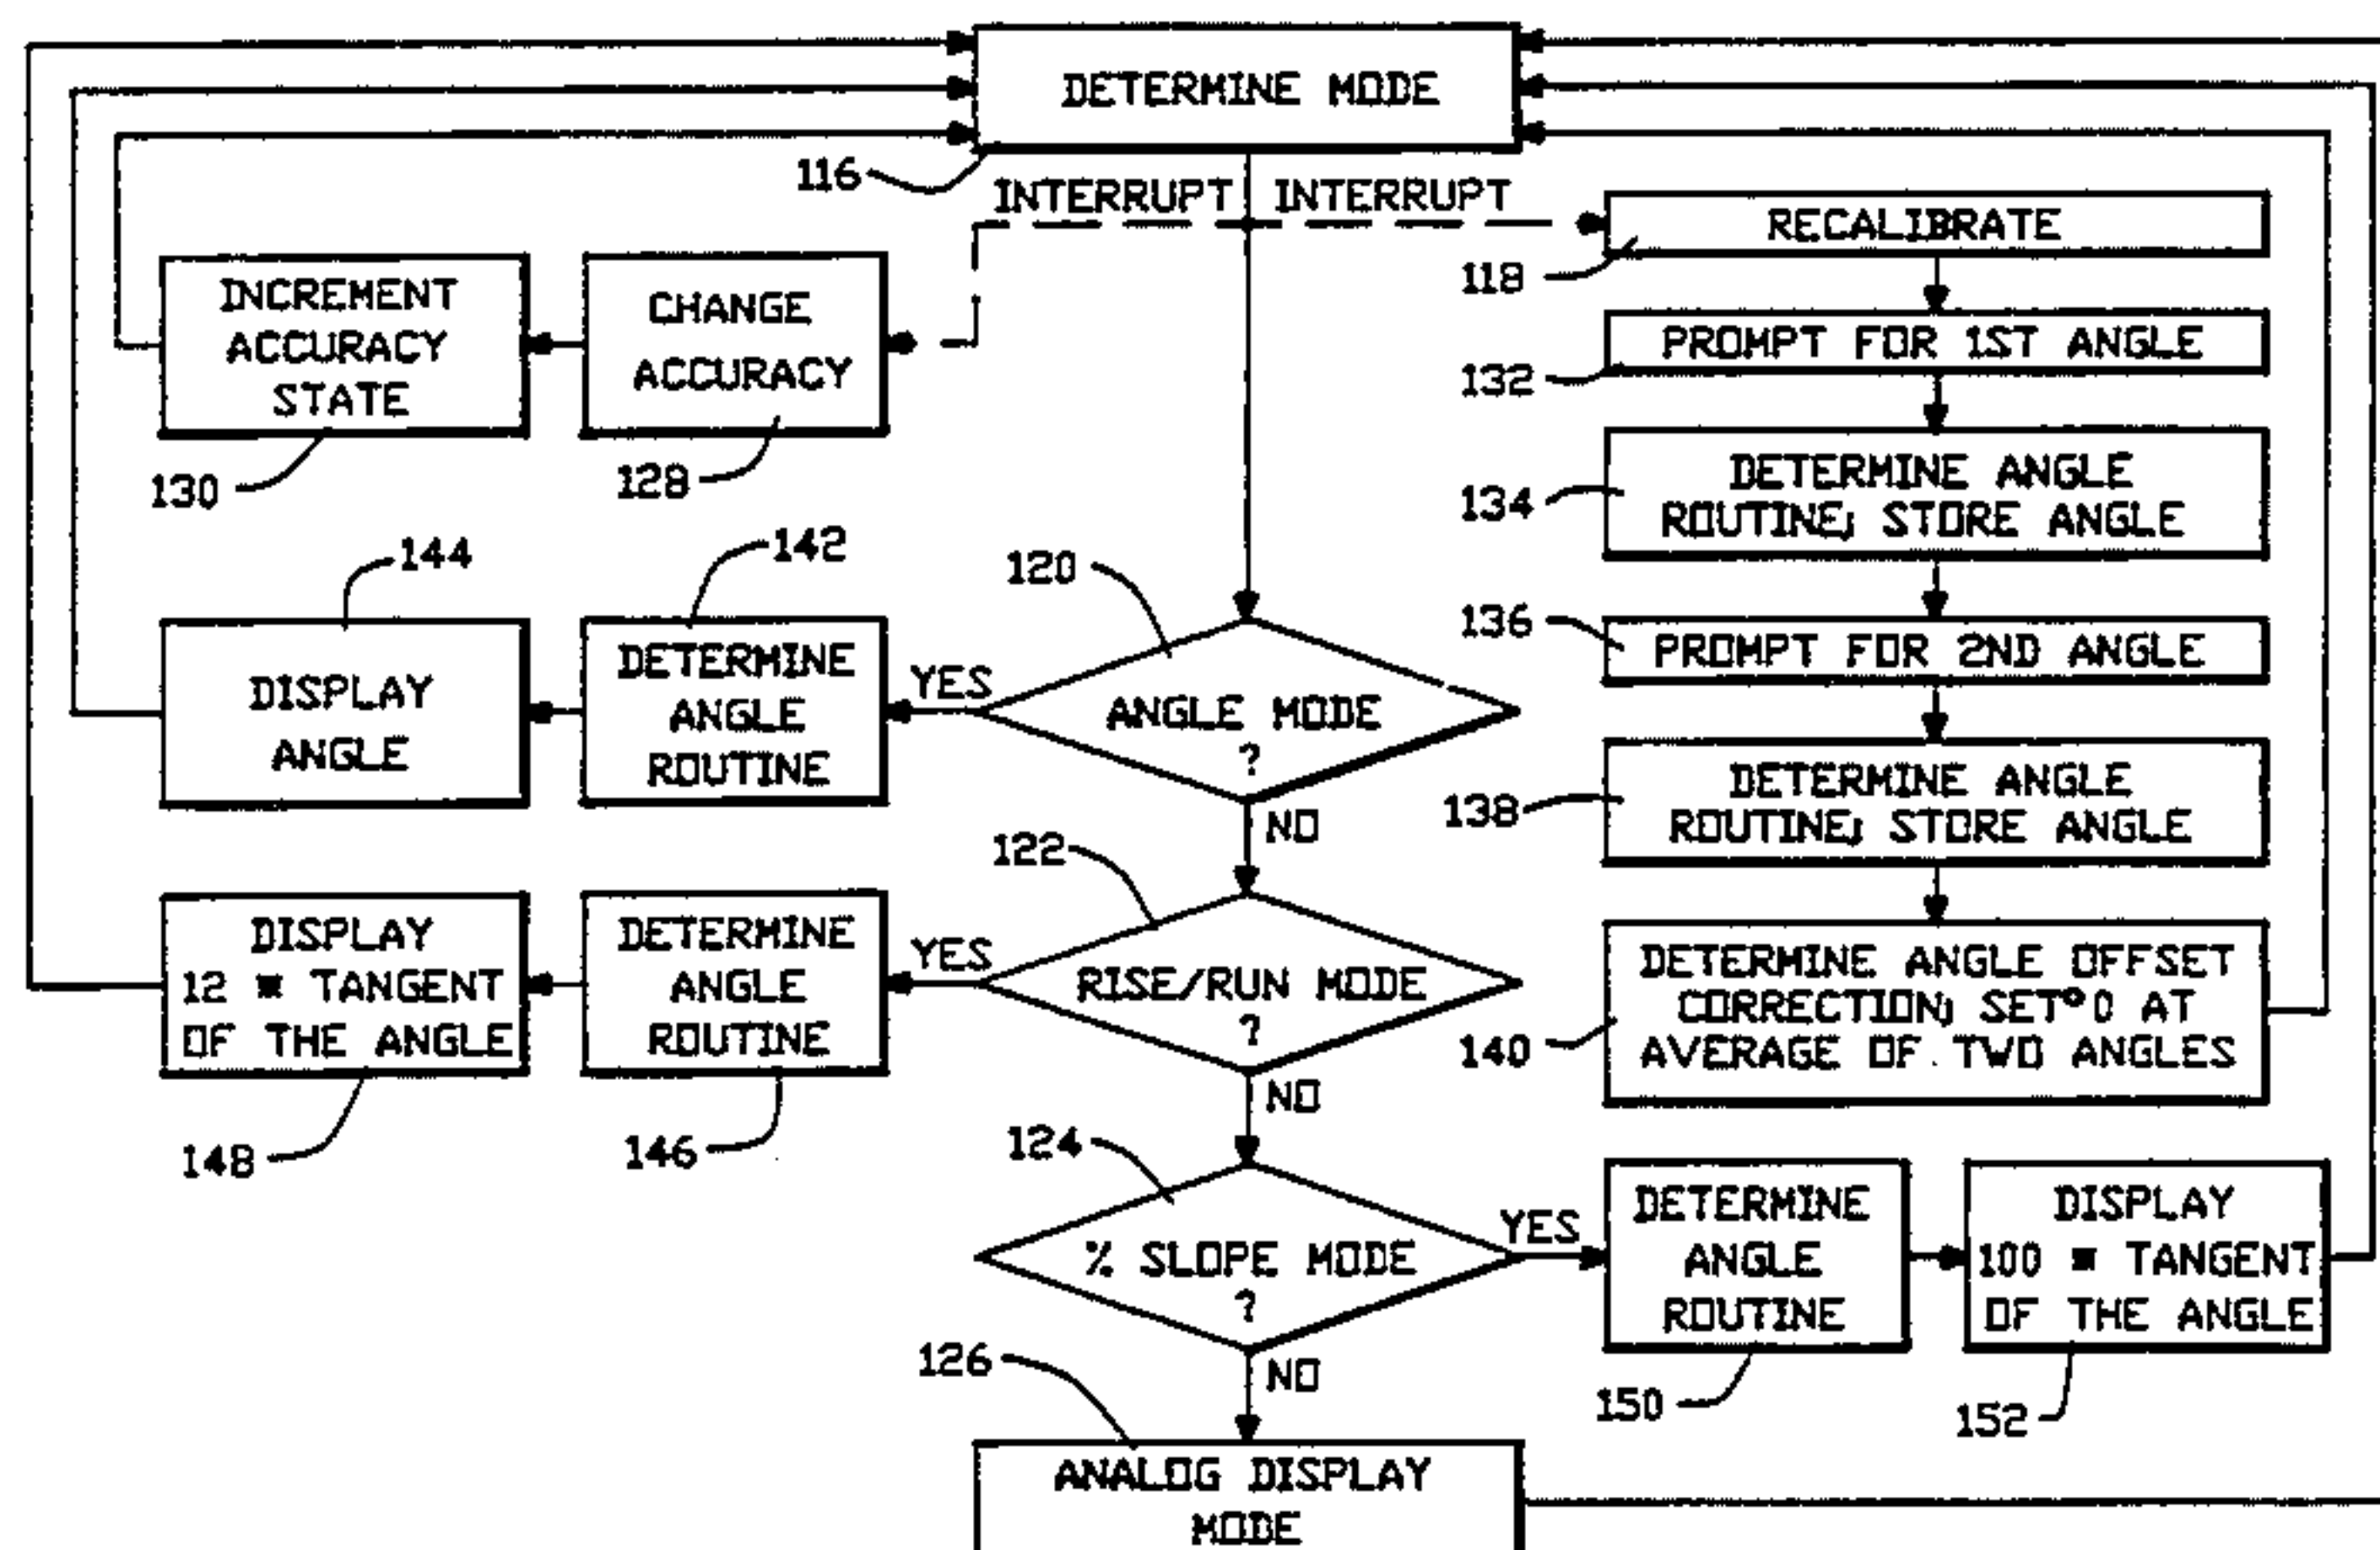 DETERMINE MODE
116
INTERRUPT
INTERRUPT
RECALIBRATE
118
INCREMENT
ACCURACY
STATE
130
CHANGE
ACCURACY
128
PROMPT FOR 1ST ANGLE
132
DETERMINE ANGLE
ROUTINE; STORE ANGLE
134
PROMPT FOR 2ND ANGLE
136
DETERMINE ANGLE
ROUTINE; STORE ANGLE
138
DETERMINE ANGLE OFFSET
CORRECTION; SET°0 AT
AVERAGE OF TWO ANGLES
140
144
DISPLAY
ANGLE
142
DETERMINE
ANGLE
ROUTINE
YES
120
ANGLE MODE
?
NO
DISPLAY
12 * TANGENT
OF THE ANGLE
148
DETERMINE
ANGLE
ROUTINE
146
YES
122
RISE/RUN MODE
?
NO
124
% SLOPE MODE
?
YES
NO
DETERMINE
ANGLE
ROUTINE
150
DISPLAY
100 * TANGENT
OF THE ANGLE
152
126
ANALOG DISPLAY
MODE